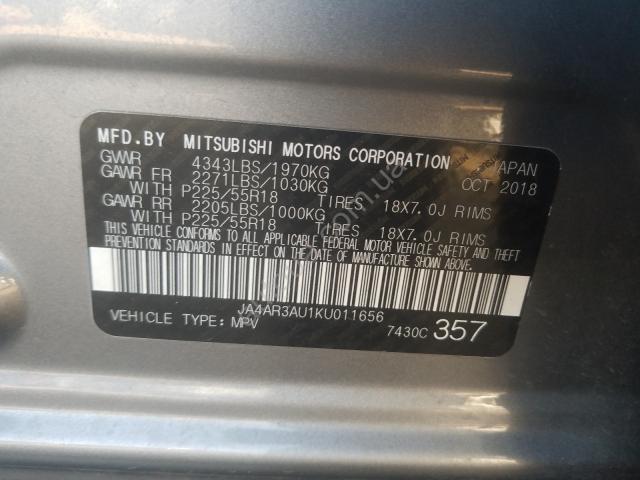 MFD.BY MITSUBISHI MOTORS CORPORATION JAPAN
GWWR 4343LBS/1970KG OCT 2018
GAWR FR 2271LBS/1030KG
WITH P225/55R18 TIRES 18X7.0J RIMS
GAWR RR 2205LBS/1000KG
WITH P225/55R18 TIRES 18X7.0J RIMS
THIS VEHICLE CONFORMS TO ALL APPLICABLE FEDERAL MOTOR VEHICLE SAFETY AND THEFT
PREVENTION STANDARDS IN EFFECT ON THE DATE OF MANUFACTURE SHOWN ABOVE.
JA4AR3AU1KU011656
VEHICLE TYPE: MPV 7430C 357